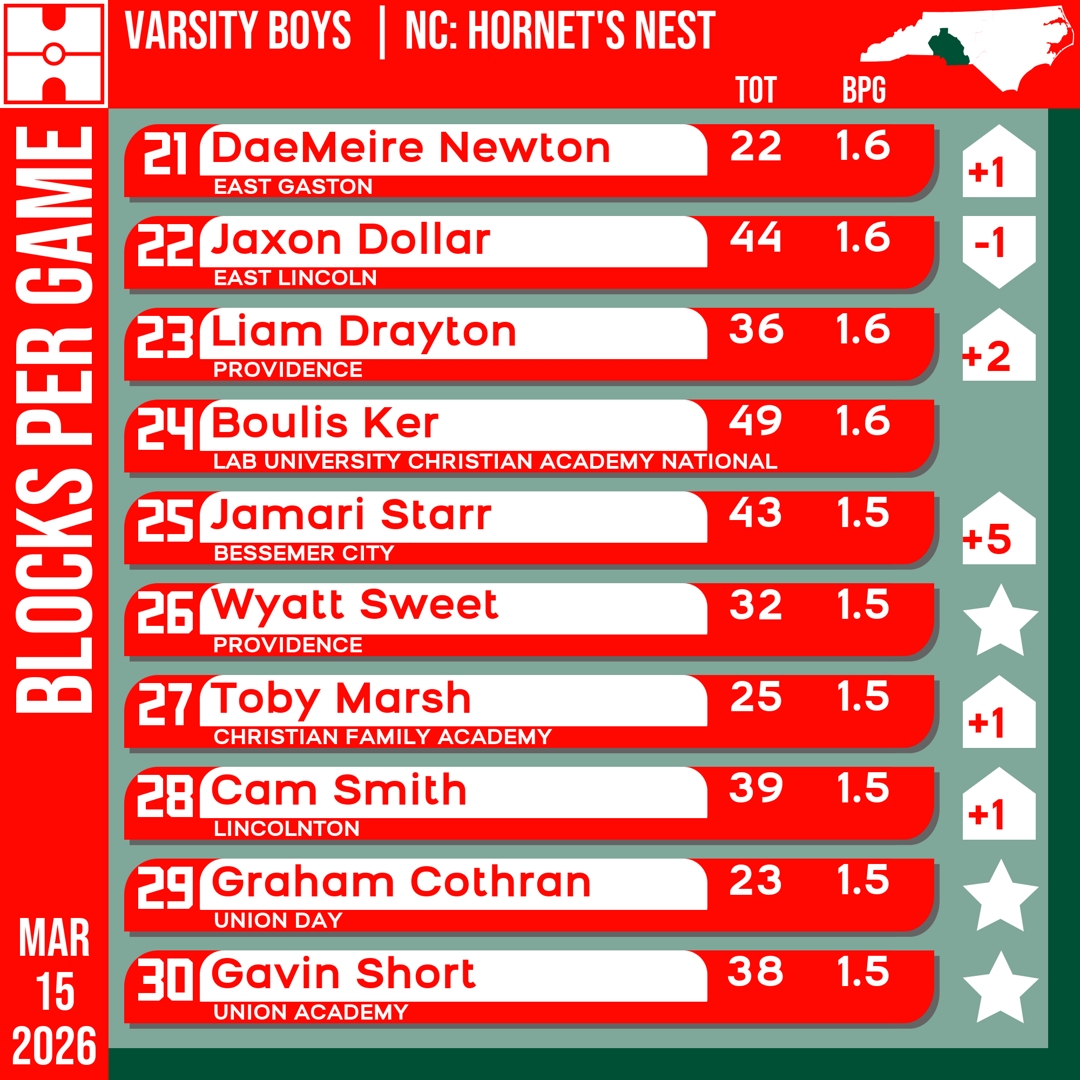 VARSITY BOYS | NC: HORNET'S NEST
TOT BPG
BLOCKS PER GAME
21 DaeMeire Newton 22 1.6 +1
EAST GASTON
22 Jaxon Dollar 44 1.6 -1
EAST LINCOLN
23 Liam Drayton 36 1.6 +2
PROVIDENCE
24 Boulis Ker 49 1.6
LAB UNIVERSITY CHRISTIAN ACADEMY NATIONAL
25 Jamari Starr 43 1.5 +5
BESSEMER CITY
26 Wyatt Sweet 32 1.5
PROVIDENCE
27 Toby Marsh 25 1.5 +1
CHRISTIAN FAMILY ACADEMY
28 Cam Smith 39 1.5 +1
LINCOLNTON
29 Graham Cothran 23 1.5
UNION DAY
30 Gavin Short 38 1.5
UNION ACADEMY
MAR
15
2026